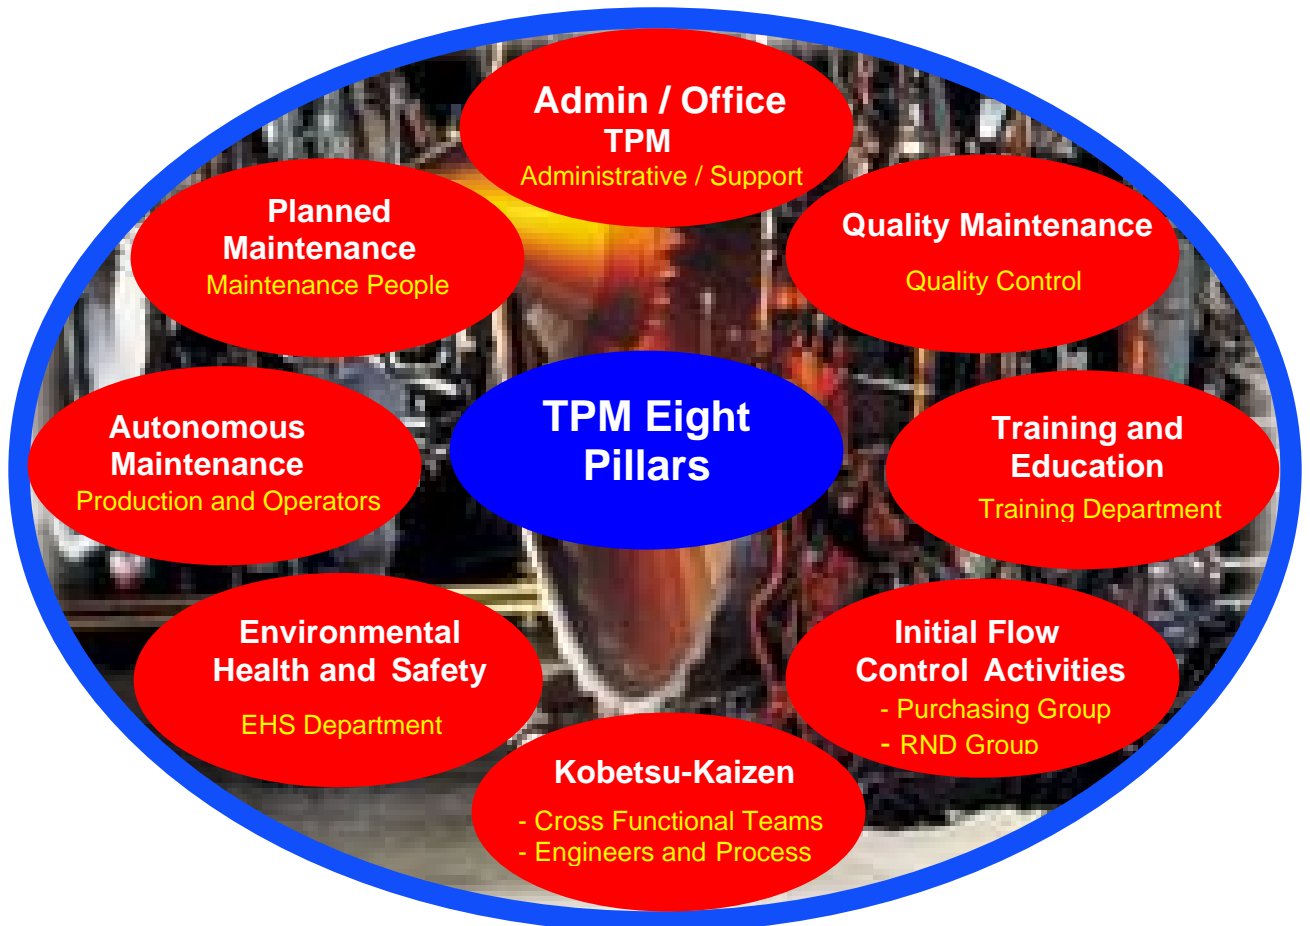 Admin / Office
TPM
Administrative / Support
Quality Maintenance
Quality Control
Training and
Education
Training Department
Initial Flow
Control Activities
- Purchasing Group
- RND Group
Kobetsu-Kaizen
- Cross Functional Teams
- Engineers and Process
Environmental
Health and Safety
EHS Department
Autonomous
Maintenance
Production and Operators
Planned
Maintenance
Maintenance People
TPM Eight
Pillars